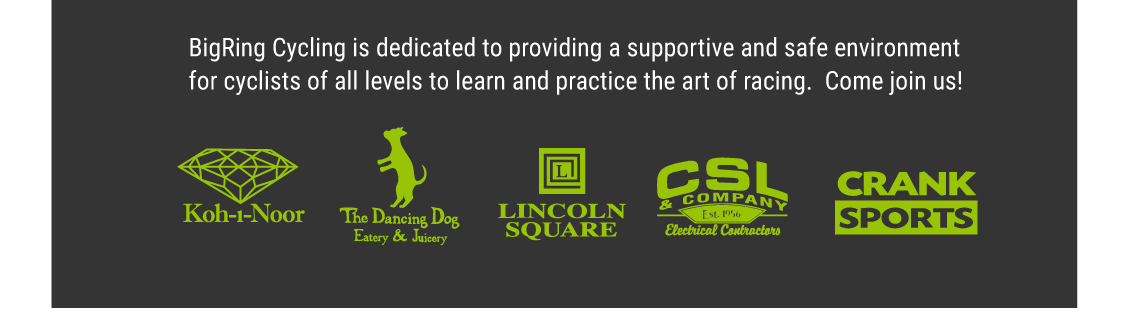 BigRing Cycling is dedicated to providing a supportive and safe environment
for cyclists of all levels to learn and practice the art of racing.  Come join us!
Koh-ı-Noor
The Dancing Dog
Eatery & Juicery
L
LINCOLN
SQUARE
CSL
& COMPANY
Est. 1956
Electrical Contractors
CRANK
SPORTS